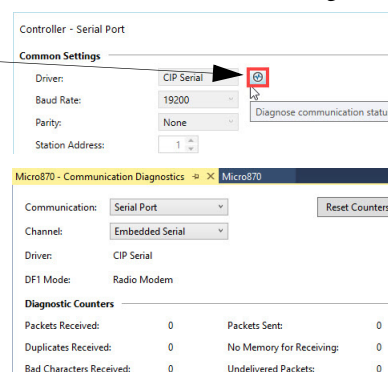 Controller - Serial Port
Common Settings
Driver: CIP Serial
Baud Rate: 19200
Diagnose communication status
Parity: None
Station Address: 1
Micro870 - Communication Diagnostics Micro870
Communication: Serial Port Reset Counters
Channel: Embedded Serial
Driver: CIP Serial
DF1 Mode: Radio Modem
Diagnostic Counters
Packets Received: 0 Packets Sent: 0
Duplicates Received: 0 No Memory for Receiving: 0
Bad Characters Received: 0 Undelivered Packets: 0